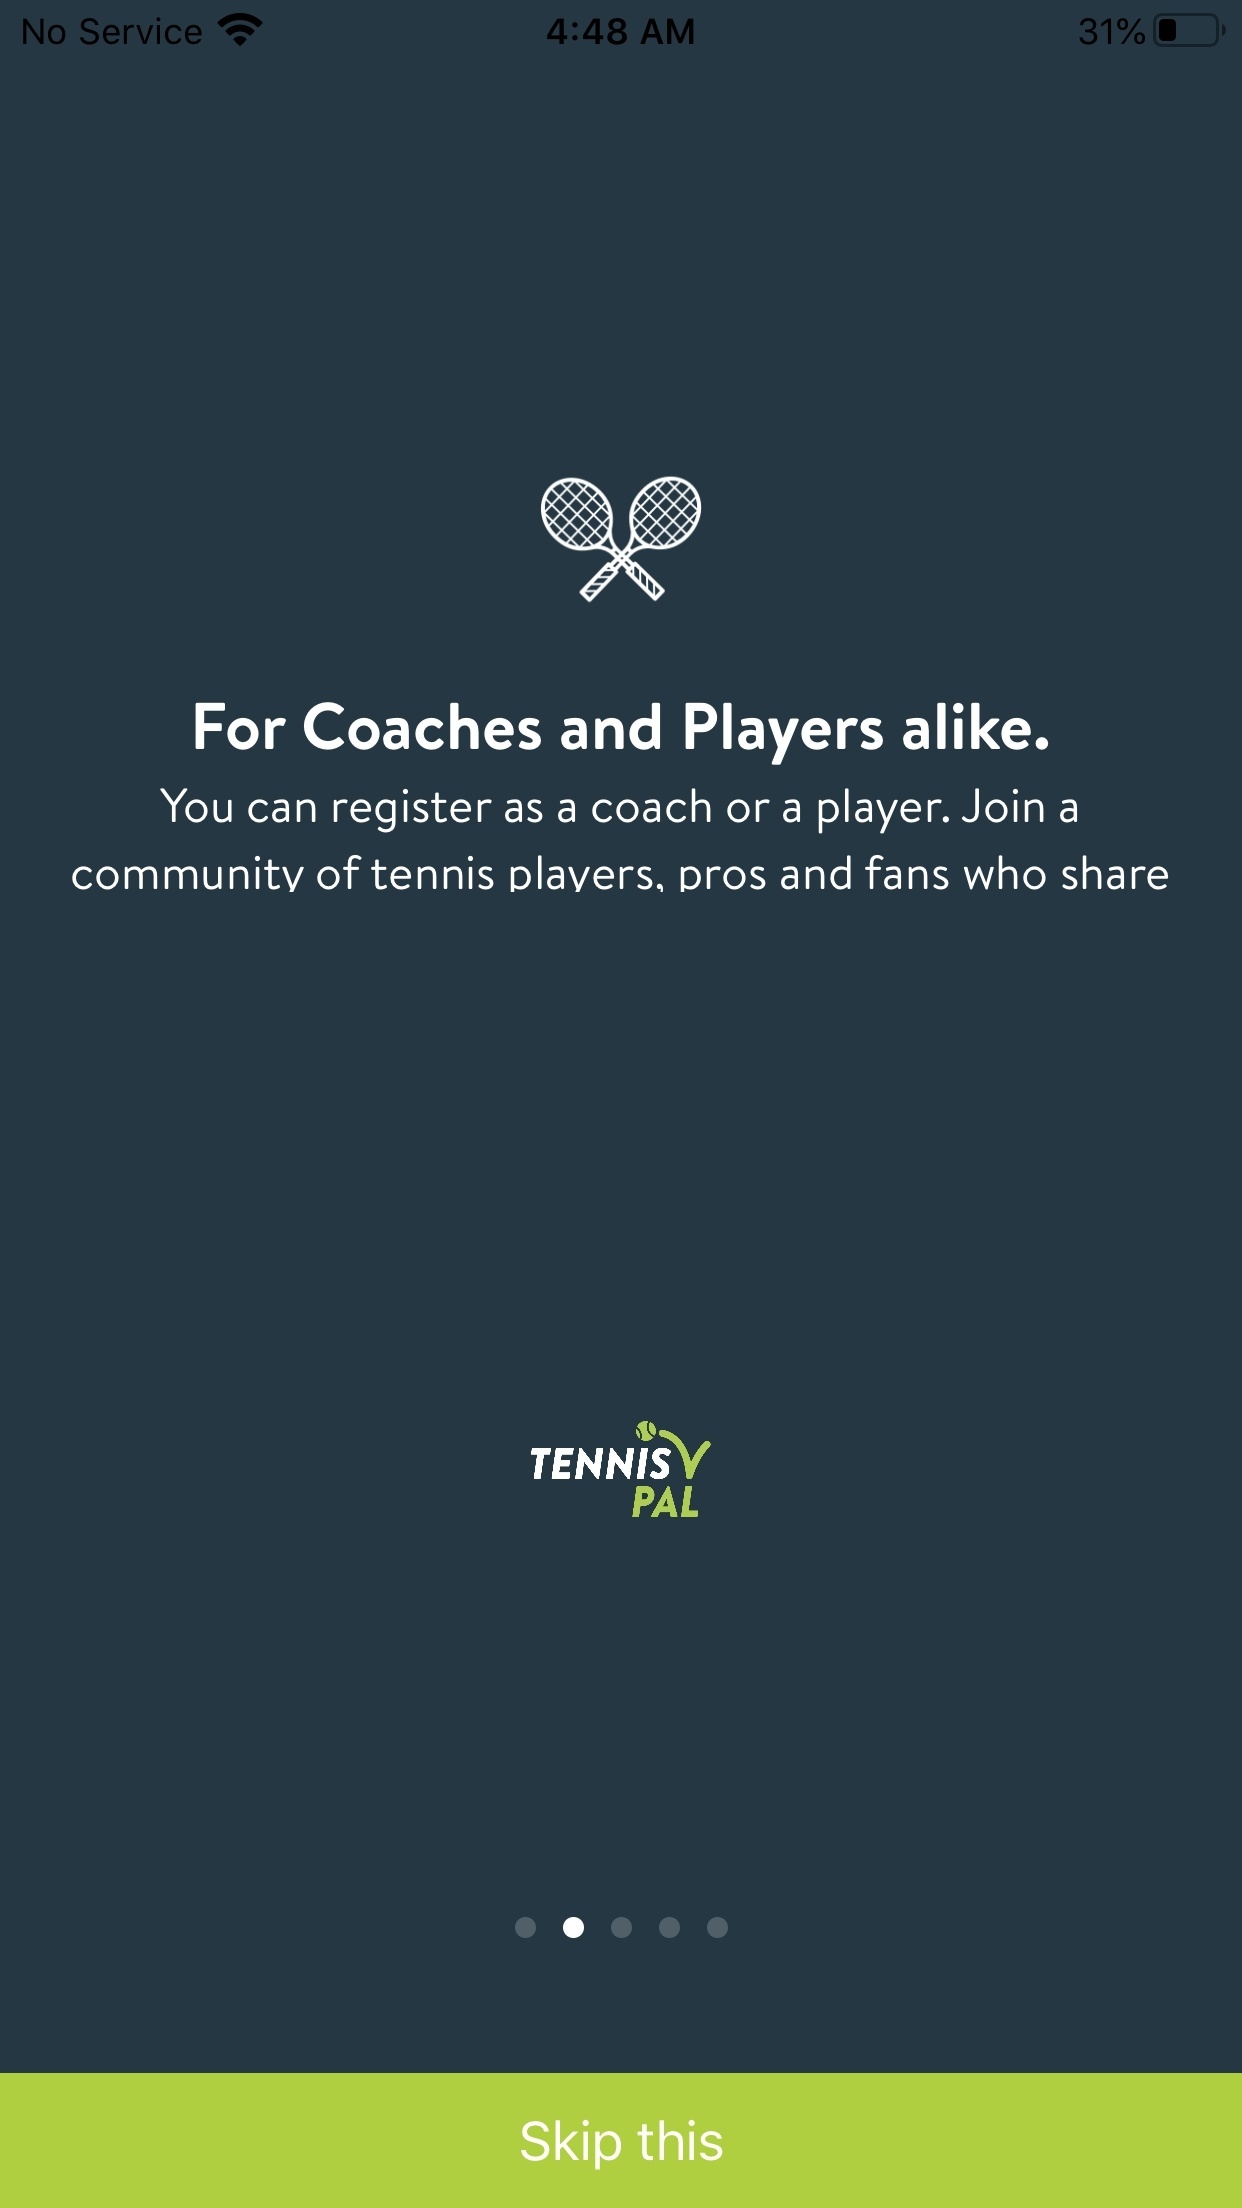 No Service 4:48 AM 31%
For Coaches and Players alike.
You can register as a coach or a player. Join a
community of tennis players, pros and fans who share
TENNIS
PAL
Skip this